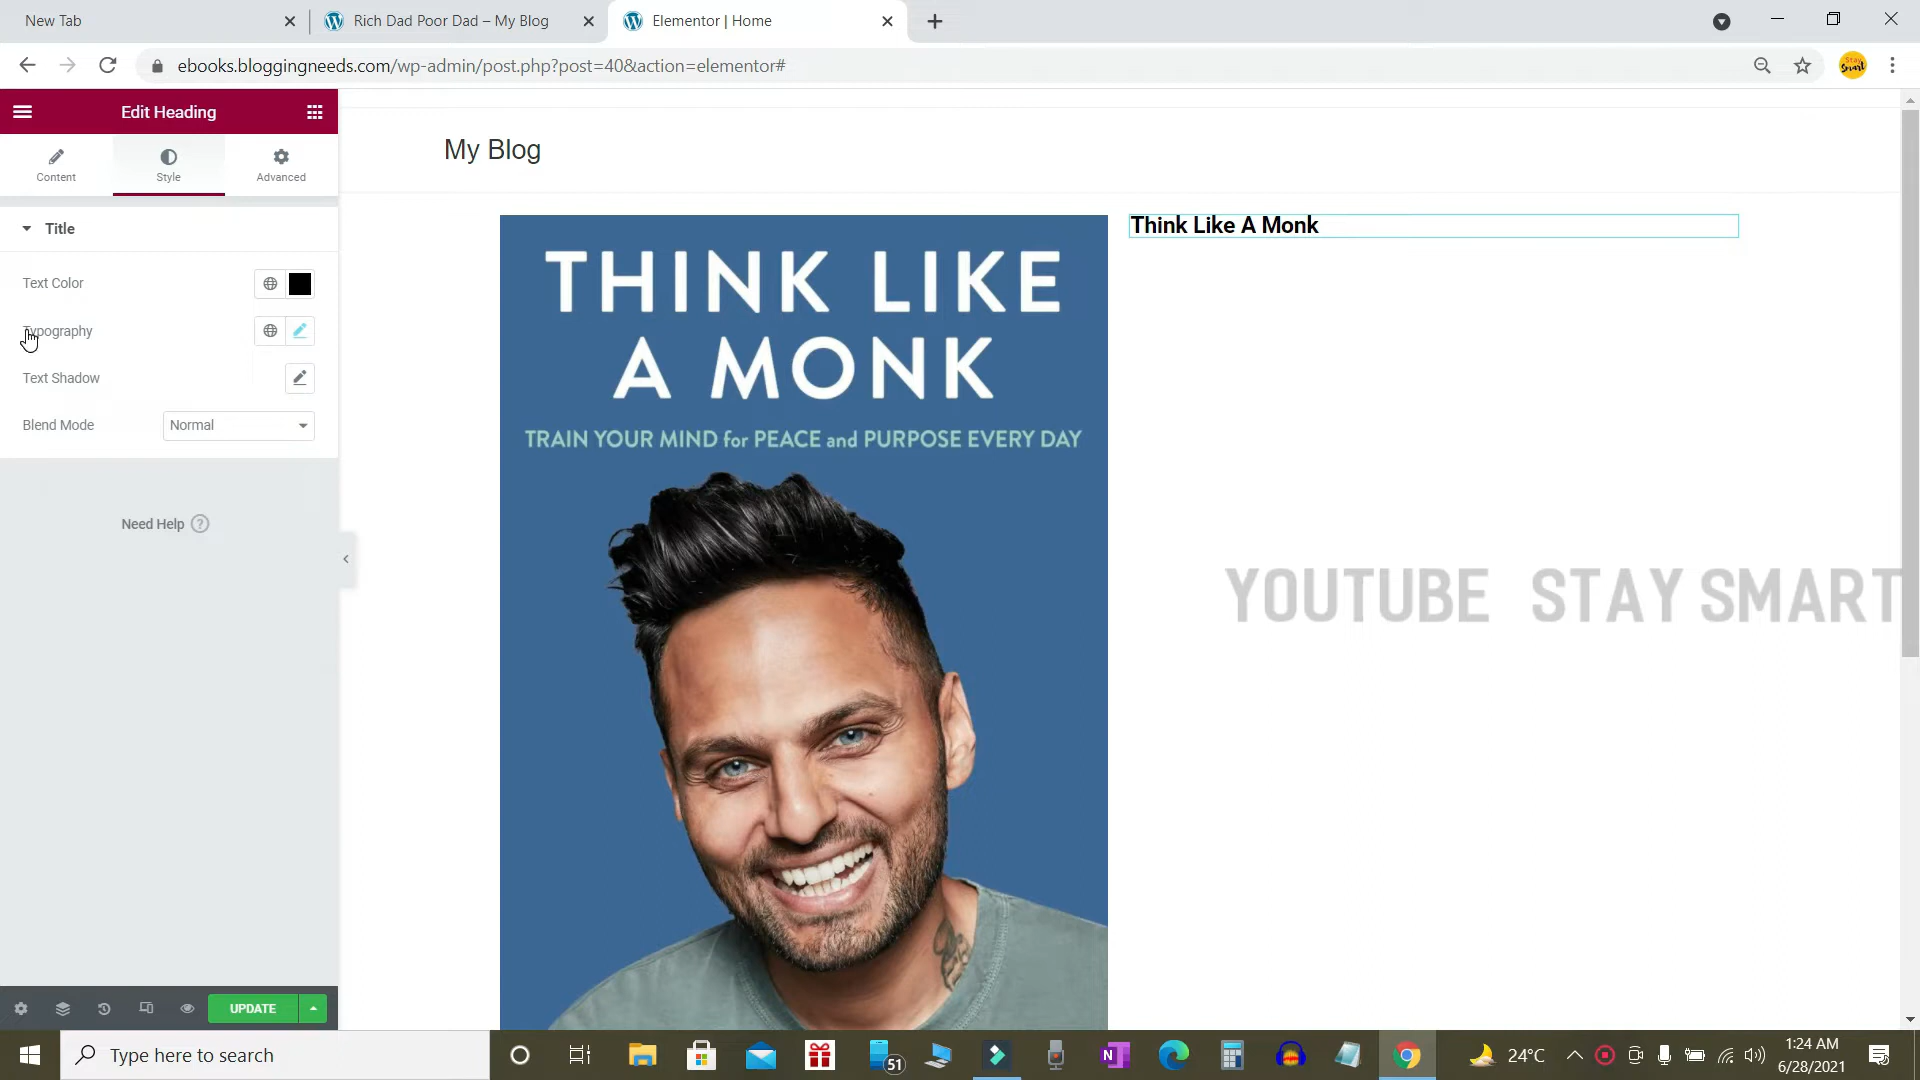 New Tab
Rich Dad Poor Dad – My Blog
Elementor | Home
ebooks.bloggingneeds.com/wp-admin/post.php?post=40&action=elementor#
Stay Smart
Edit Heading
Content
Style
Advanced
Title
Text Color
Typography
Text Shadow
Blend Mode
Normal
Need Help ?
UPDATE
My Blog
THINK LIKE
A MONK
TRAIN YOUR MIND for PEACE and PURPOSE EVERY DAY
Think Like A Monk
YOUTUBE STAY SMART
Type here to search
51
24°C
1:24 AM
6/28/2021